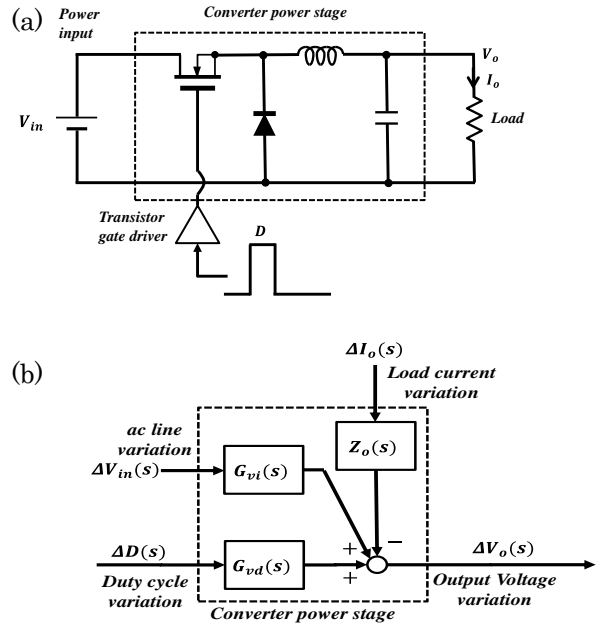 (a)
Converter power stage
Power
input
V_in
V_o
I_o
Load
Transistor
gate driver
D
(b)
ΔI_o(s)
Load current
variation
ac line
variation
ΔV_in(s)
G_vi(s)
Z_o(s)
+
−
ΔD(s)
Duty cycle
variation
G_vd(s)
+
ΔV_o(s)
Output Voltage
variation
Converter power stage